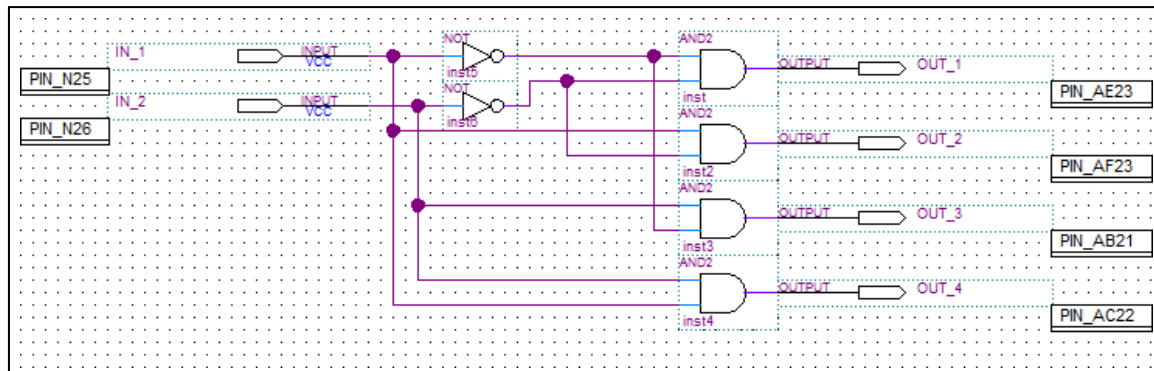 IN_1
INPUT
VCC
PIN_N25
IN_2
INPUT
VCC
PIN_N26
NOT
inst5
NOT
inst6
AND2
inst
OUTPUT
OUT_1
PIN_AE23
AND2
inst2
OUTPUT
OUT_2
PIN_AF23
AND2
inst3
OUTPUT
OUT_3
PIN_AB21
AND2
inst4
OUTPUT
OUT_4
PIN_AC22